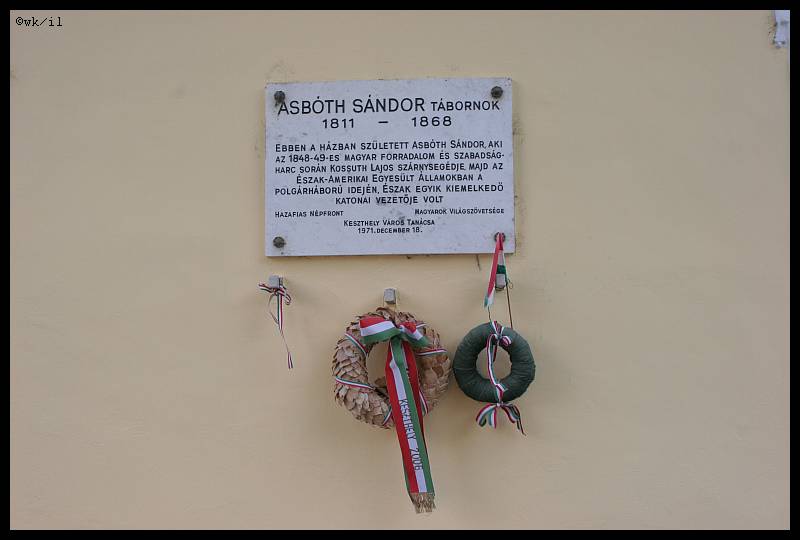 ©wk/il
ASBÓTH SÁNDOR TÁBORNOK
1811 – 1868
EBBEN A HÁZBAN SZÜLETETT ASBÓTH SÁNDOR, AKI
AZ 1848-49-ES MAGYAR FORRADALOM ÉS SZABADSÁG-
HARC SORÁN KOSSUTH LAJOS SZÁRNYSEGÉDJE, MAJD AZ
ÉSZAK-AMERIKAI EGYESÜLT ÁLLAMOKBAN A
POLGÁRHÁBORÚ IDEJÉN, ÉSZAK EGYIK KIEMELKEDŐ
KATONAI VEZETŐJE VOLT
HAZAFIAS NÉPFRONT MAGYAROK VILÁGSZÖVETSÉGE
KESZTHELY VÁROS TANÁCSA
1971. DECEMBER 18.
KESZTHELY 2008